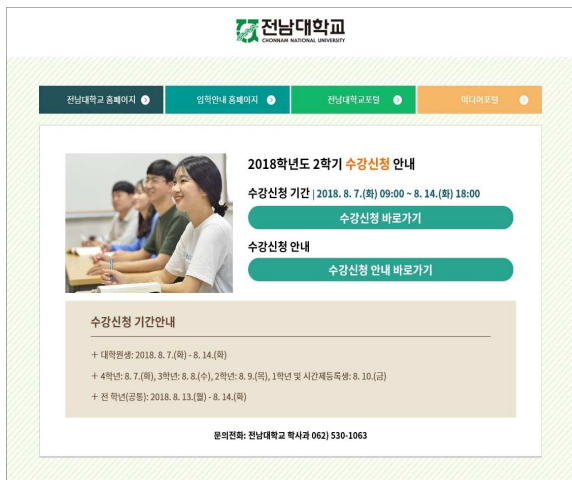 전남대학교
CHONNAM NATIONAL UNIVERSITY
전남대학교 홈페이지
입학안내 홈페이지
전남대학교포털
미디어포털
2018학년도 2학기 수강신청 안내
수강신청 기간 | 2018. 8. 7.(화) 09:00 ~ 8. 14.(화) 18:00
수강신청 바로가기
수강신청 안내
수강신청 안내 바로가기
수강신청 기간안내
+ 대학원생: 2018. 8. 7.(화) - 8. 14.(화)
+ 4학년: 8. 7.(화), 3학년: 8. 8.(수), 2학년: 8. 9.(목), 1학년 및 시간제등록생: 8. 10.(금)
+ 전 학년(공통): 2018. 8. 13.(월) - 8. 14.(화)
문의전화: 전남대학교 학사과 062) 530-1063